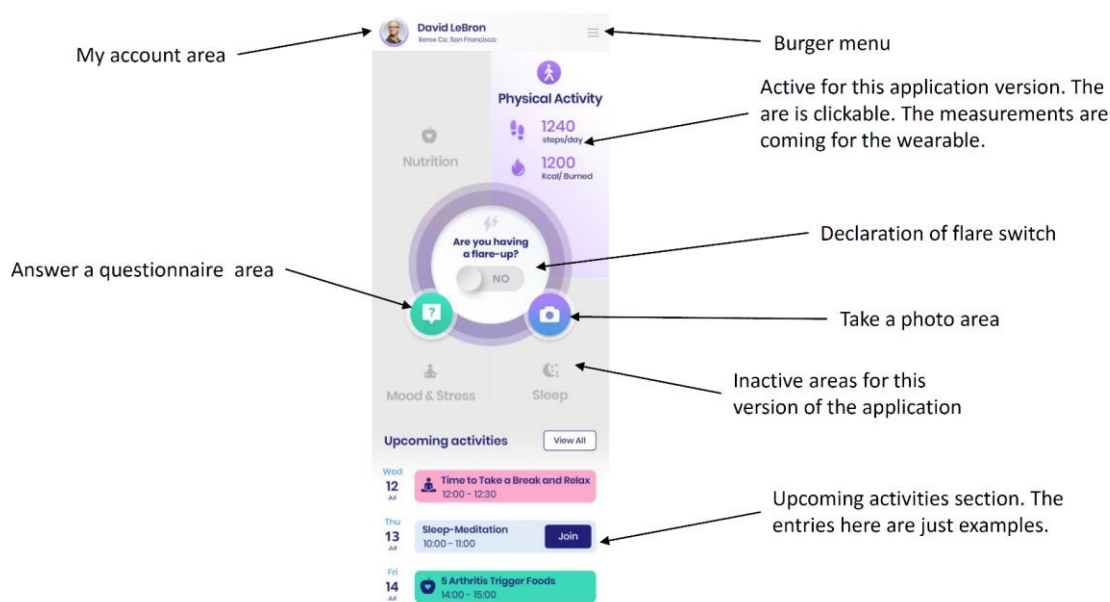 David LeBron
Xerox Co, San Francisco
My account area
Burger menu
Physical Activity
1240
steps/day
1200
Kcal/ Burned
Active for this application version. The
are is clickable. The measurements are
coming for the wearable.
Nutrition
Are you having
a flare-up?
NO
Declaration of flare switch
Answer a questionnaire area
?
Take a photo area
Mood & Stress
Sleep
Inactive areas for this
version of the application
Upcoming activities
View All
Wed
12
Jul
Time to Take a Break and Relax
12:00 - 12:30
Thu
13
Jul
Sleep-Meditation
10:00 - 11:00
Join
Upcoming activities section. The
entries here are just examples.
Fri
14
Jul
5 Arthritis Trigger Foods
14:00 - 15:00